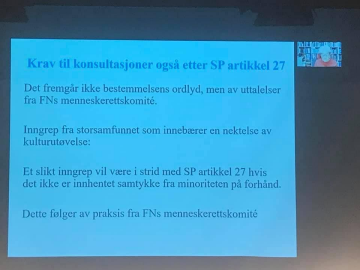 Krav til konsultasjoner også etter SP artikkel 27
Det fremgår ikke bestemmelsens ordlyd, men av uttalelser
fra FNs menneskerettskomité.
Inngrep fra storsamfunnet som innebærer en nektelse av
kulturutøvelse:
Et slikt inngrep vil være i strid med SP artikkel 27 hvis
det ikke er innhentet samtykke fra minoriteten på forhånd.
Dette følger av praksis fra FNs menneskerettskomité